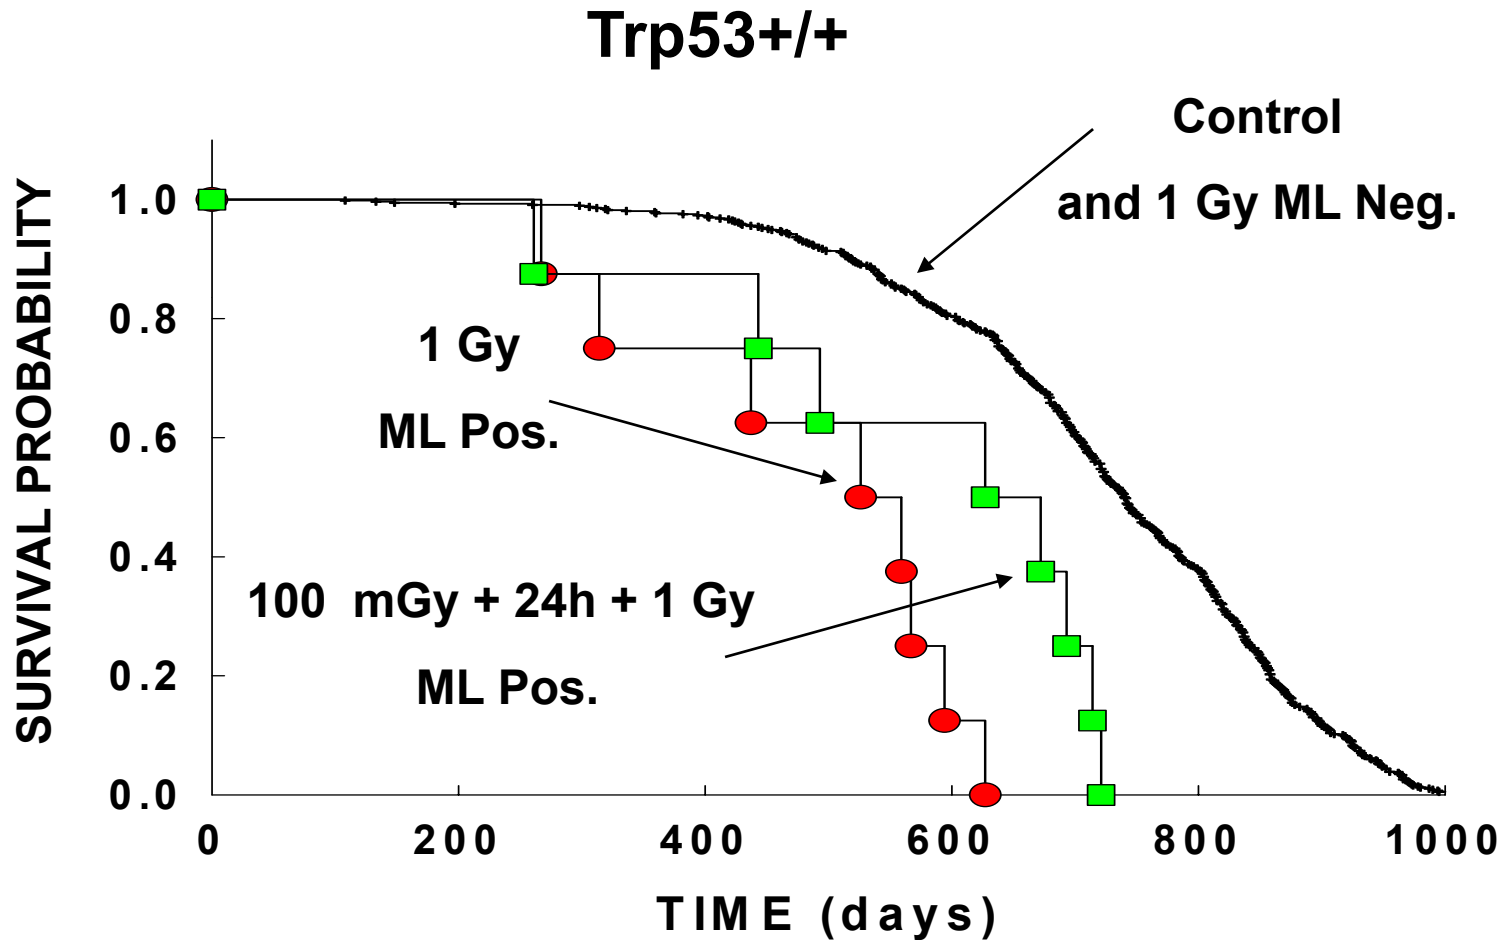 Trp53+/+
Control
and 1 Gy ML Neg.
SURVIVAL PROBABILITY
1.0
0.8
0.6
0.4
0.2
0.0
1 Gy
ML Pos.
100 mGy + 24h + 1 Gy
ML Pos.
0 200 400 600 800 1000
TIME (days)